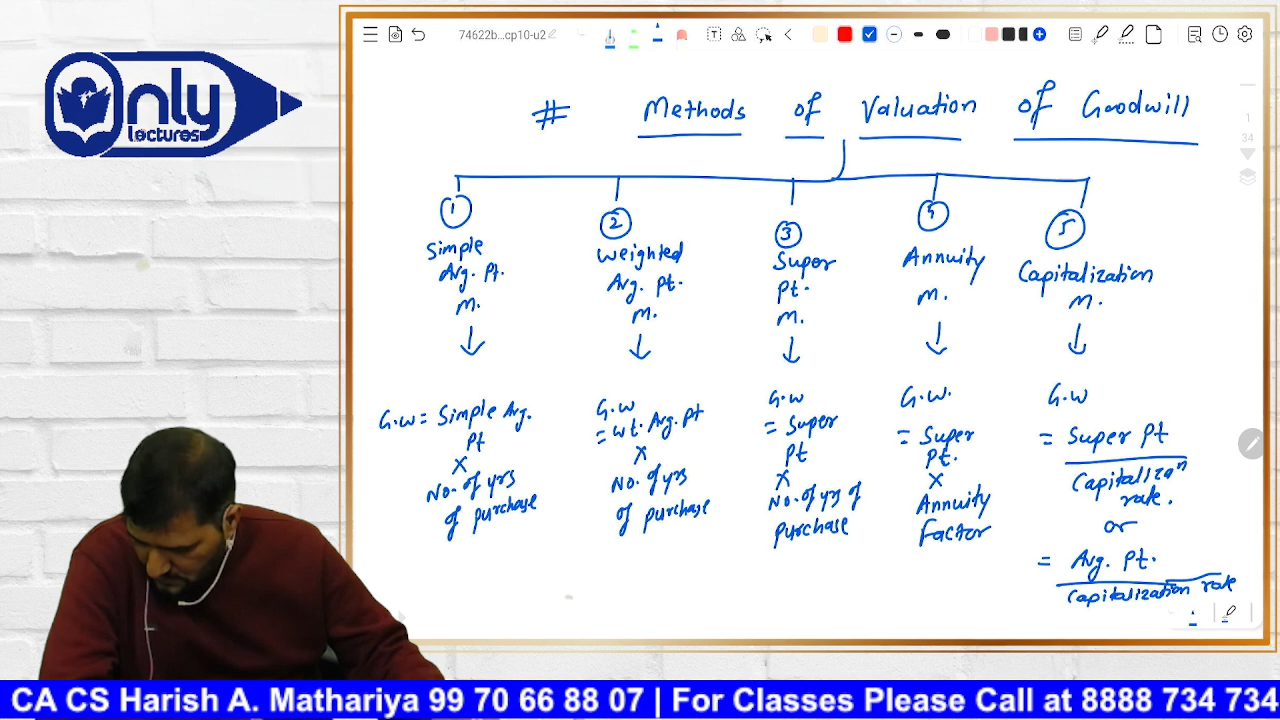 Only
lectures
74622b...cp10-u2
# Methods of Valuation of Goodwill
1
34
① Simple Avg. Pt. M.
↓
G.W = Simple Avg. Pt
×
No. of yrs
of purchase
② Weighted Avg. Pt. M.
↓
G.W
= Wt. Avg. Pt
×
No. of yrs
of purchase
③ Super Pt. M.
↓
G.W
= Super
Pt
×
No. of yrs of
purchase
④ Annuity M.
↓
G.W.
= Super
Pt.
×
Annuity
Factor
⑤ Capitalization M.
↓
G.W
= Super Pt
Capitalizaⁿ
rate.
or
= Avg. Pt.
Capitalization rate
CA CS Harish A. Mathariya 99 70 66 88 07 | For Classes Please Call at 8888 734 734